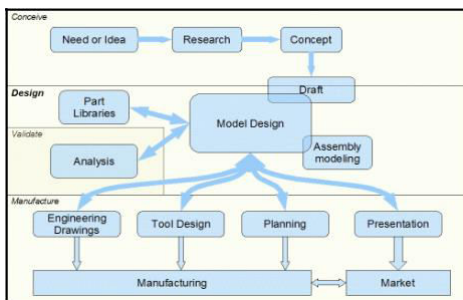 Conceive
Need or Idea
Research
Concept
Draft
Design
Part
Libraries
Model Design
Validate
Analysis
Assembly
modeling
Manufacture
Engineering
Drawings
Tool Design
Planning
Presentation
Manufacturing
Market